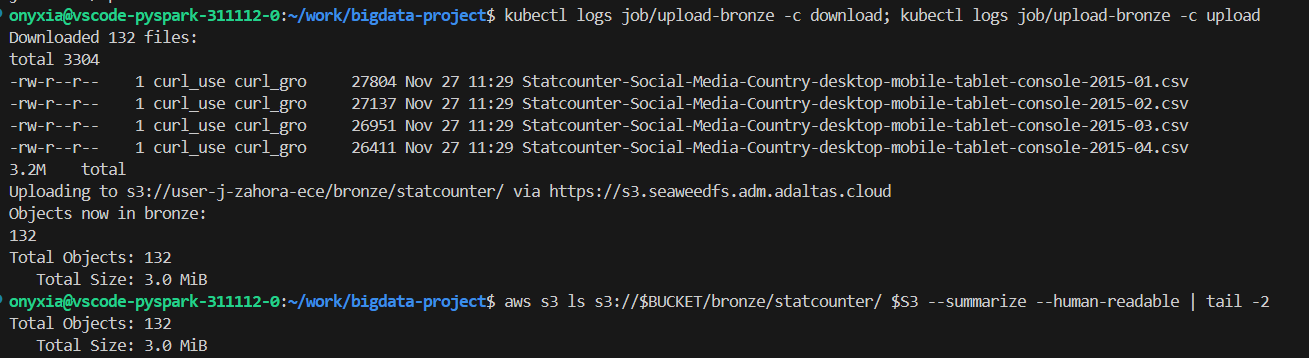 onyxia@vscode-pyspark-311112-0:~/work/bigdata-project$ kubectl logs job/upload-bronze -c download; kubectl logs job/upload-bronze -c upload
Downloaded 132 files:
total 3304
-rw-r--r--    1 curl_use curl_gro     27804 Nov 27 11:29 Statcounter-Social-Media-Country-desktop-mobile-tablet-console-2015-01.csv
-rw-r--r--    1 curl_use curl_gro     27137 Nov 27 11:29 Statcounter-Social-Media-Country-desktop-mobile-tablet-console-2015-02.csv
-rw-r--r--    1 curl_use curl_gro     26951 Nov 27 11:29 Statcounter-Social-Media-Country-desktop-mobile-tablet-console-2015-03.csv
-rw-r--r--    1 curl_use curl_gro     26411 Nov 27 11:29 Statcounter-Social-Media-Country-desktop-mobile-tablet-console-2015-04.csv
3.2M    total
Uploading to s3://user-j-zahora-ece/bronze/statcounter/ via https://s3.seaweedfs.adm.adaltas.cloud
Objects now in bronze:
132
Total Objects: 132
   Total Size: 3.0 MiB
onyxia@vscode-pyspark-311112-0:~/work/bigdata-project$ aws s3 ls s3://$BUCKET/bronze/statcounter/ $S3 --summarize --human-readable | tail -2
Total Objects: 132
   Total Size: 3.0 MiB